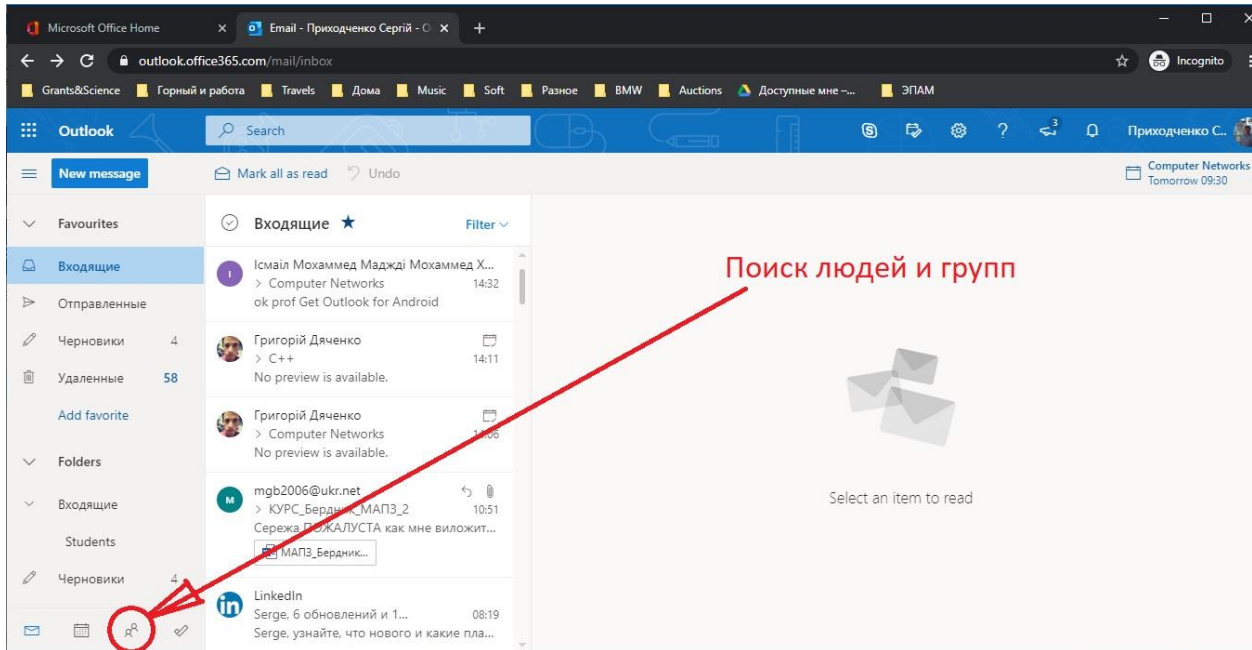 Microsoft Office Home
Email - Приходченко Сергій - O
outlook.office365.com/mail/inbox
Incognito
Grants&Science Горный и работа Travels Дома Music Soft Разное BMW Auctions Доступные мне –... ЭПАМ
Outlook
Search
3
Приходченко С...
New message
Mark all as read
Undo
Computer Networks
Tomorrow 09:30
Favourites
Входящие
Отправленные
Черновики 4
Удаленные 58
Add favorite
Folders
Входящие
Students
Черновики 4
Входящие ★
Filter
І
Ісмаіл Мохаммед Маджді Мохаммед Х...
> Computer Networks 14:32
ok prof Get Outlook for Android
Григорій Дяченко
> C++ 14:11
No preview is available.
Григорій Дяченко
> Computer Networks 14:06
No preview is available.
M
mgb2006@ukr.net
> КУРС_Бердник_МАПЗ_2 10:51
Сережа ПОЖАЛУСТА как мне виложит...
МАПЗ_Бердник...
in
LinkedIn
Serge, 6 обновлений и 1... 08:19
Serge, узнайте, что нового и какие пла...
Поиск людей и групп
Select an item to read